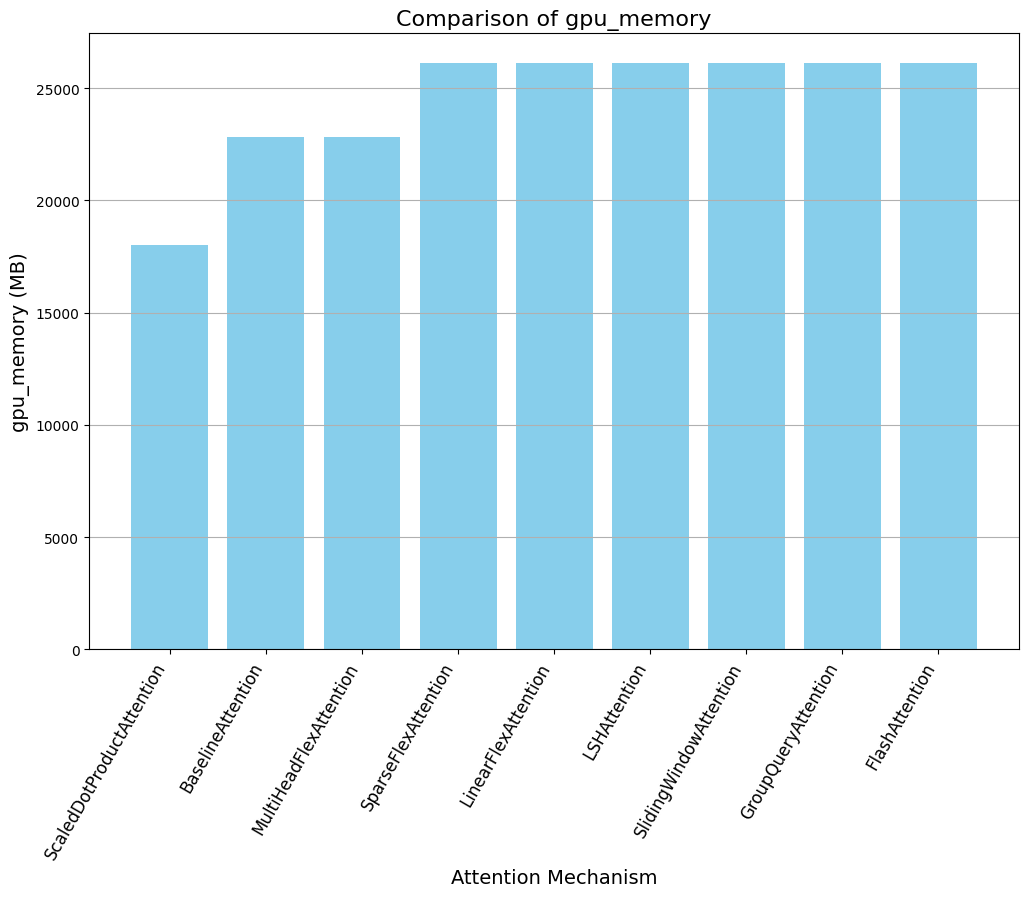 Comparison of gpu_memory
gpu_memory (MB)
25000
20000
15000
10000
5000
0
ScaledDotProductAttention
BaselineAttention
MultiHeadFlexAttention
SparseFlexAttention
LinearFlexAttention
LSHAttention
SlidingWindowAttention
GroupQueryAttention
FlashAttention
Attention Mechanism